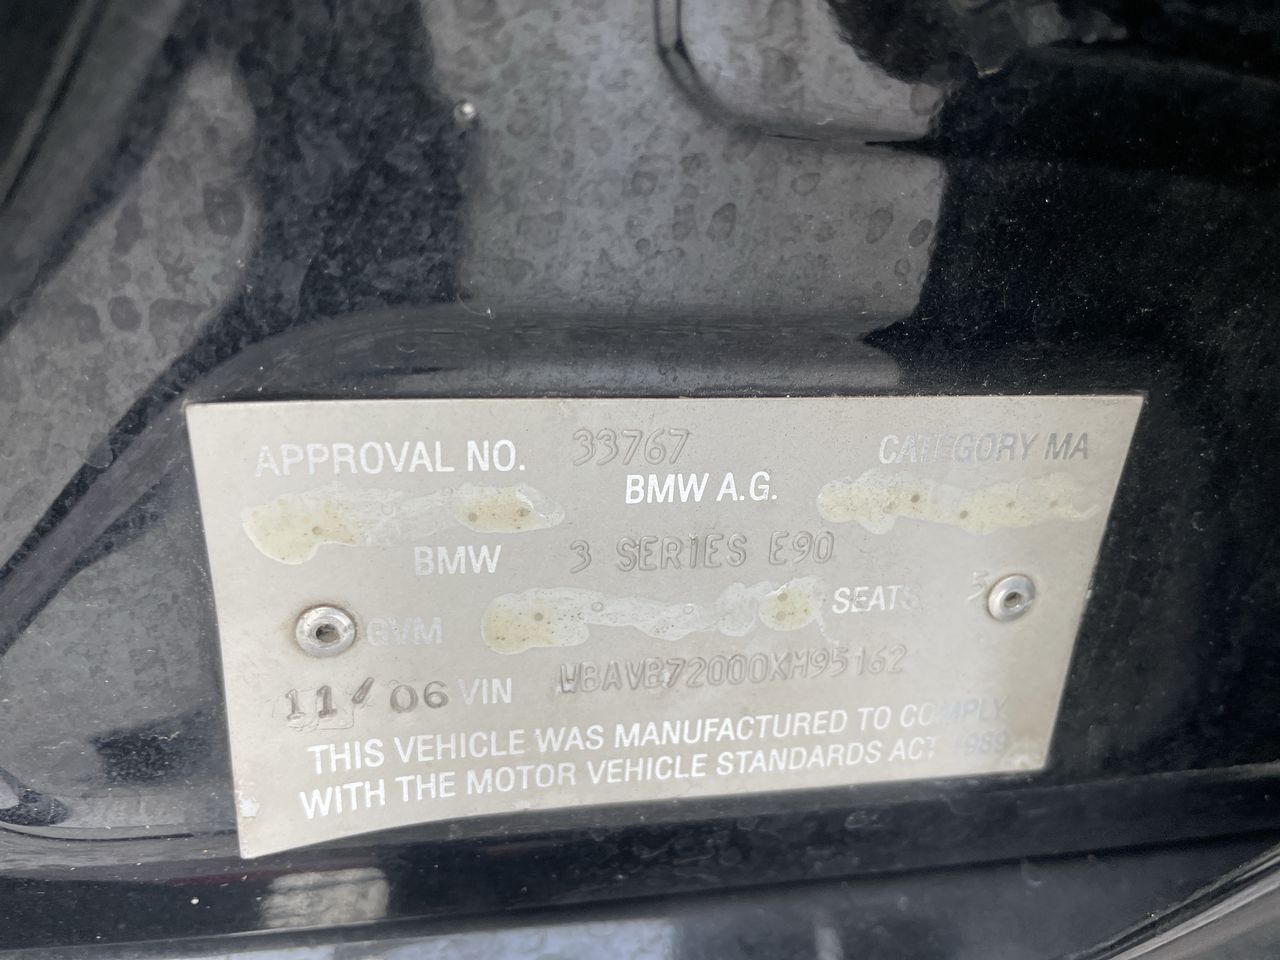 APPROVAL NO. 33767 CATEGORY MA
BMW A.G.
BMW 3 SERIES E90
SEATS 5
GVM
11/06 VIN WBAVB72000XM95162
THIS VEHICLE WAS MANUFACTURED TO COMPLY
WITH THE MOTOR VEHICLE STANDARDS ACT 1989